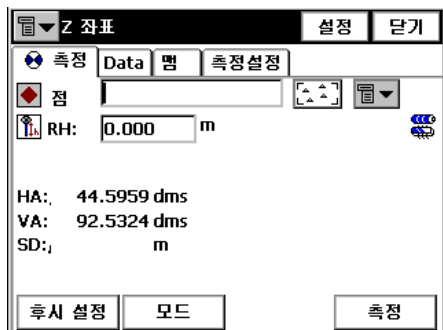 Z 좌표 설정 닫기
측정 Data 맵 측정설정
점
RH: 0.000 m
HA: 44.5959 dms
VA: 92.5324 dms
SD: m
후시 설정 모드 측정